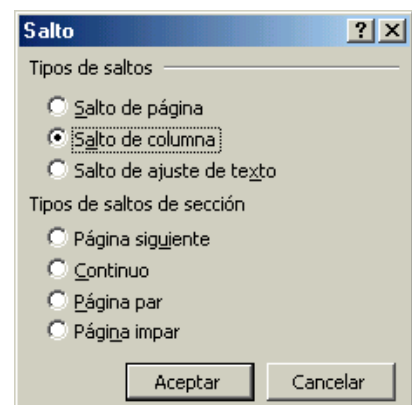 Salto
Tipos de saltos
Salto de página
Salto de columna
Salto de ajuste de texto
Tipos de saltos de sección
Página siguiente
Continuo
Página par
Página impar
Aceptar Cancelar